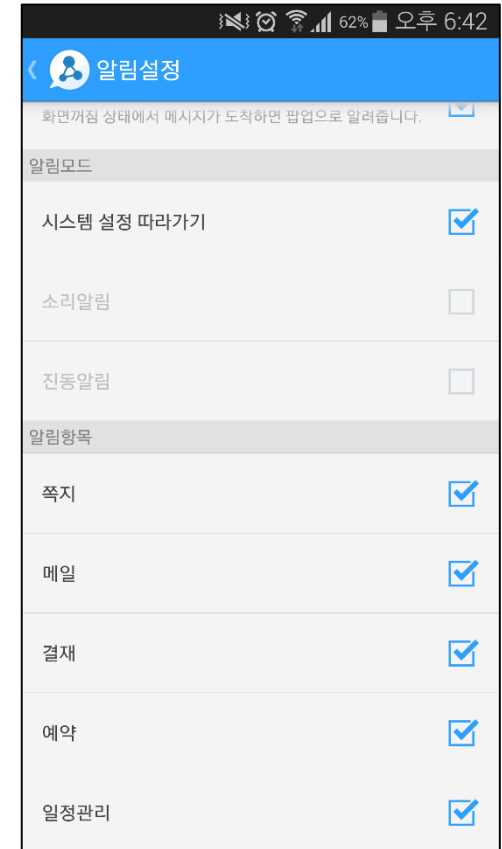 62% 오후 6:42
알림설정
화면꺼짐 상태에서 메시지가 도착하면 팝업으로 알려줍니다.
알림모드
시스템 설정 따라가기
소리알림
진동알림
알림항목
쪽지
메일
결재
예약
일정관리